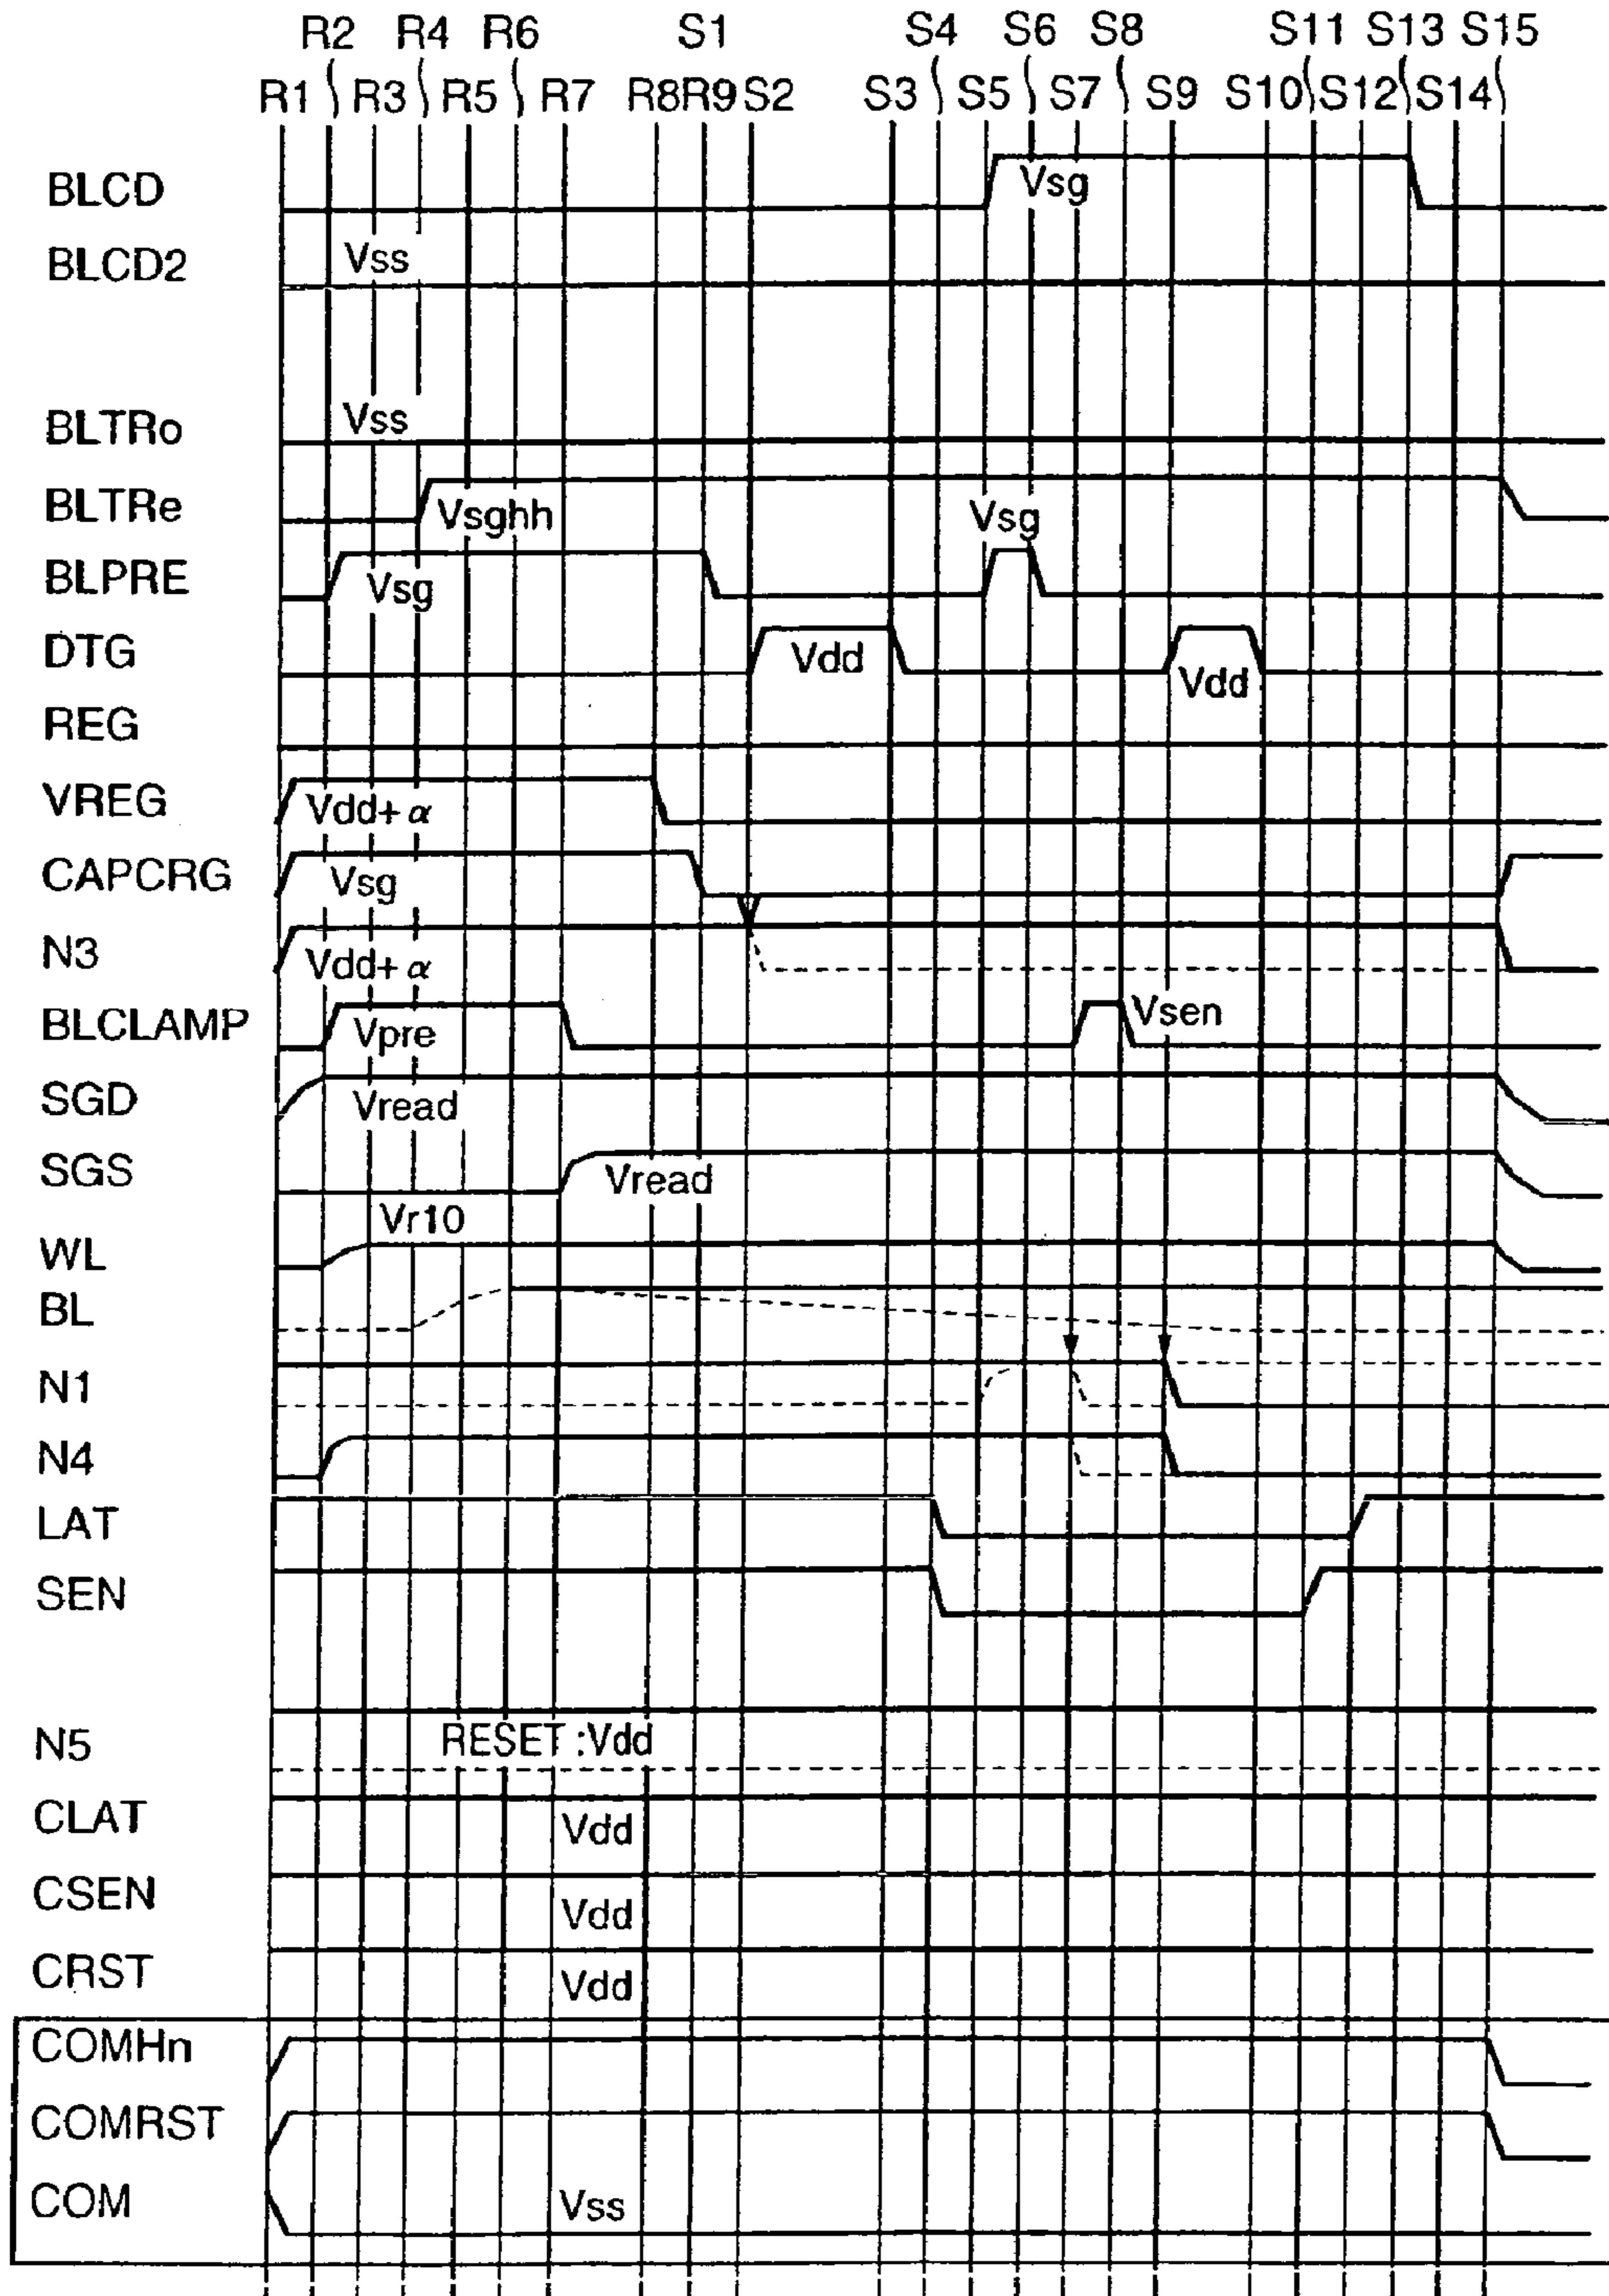 R2 R4 R6 S1 S4 S6 S8 S11 S13 S15
R1 R3 R5 R7 R8 R9 S2 S3 S5 S7 S9 S10 S12 S14
BLCD Vsg
BLCD2 Vss
BLTRo Vss
BLTRe Vsghh
BLPRE Vsg Vsg
DTG Vdd Vdd
REG
VREG Vdd+α
CAPCRG Vsg
N3 Vdd+α
BLCLAMP Vpre Vsen
SGD Vread
SGS Vread
WL Vr10
BL
N1
N4
LAT
SEN
N5 RESET:Vdd
CLAT Vdd
CSEN Vdd
CRST Vdd
COMHn
COMRST
COM Vss